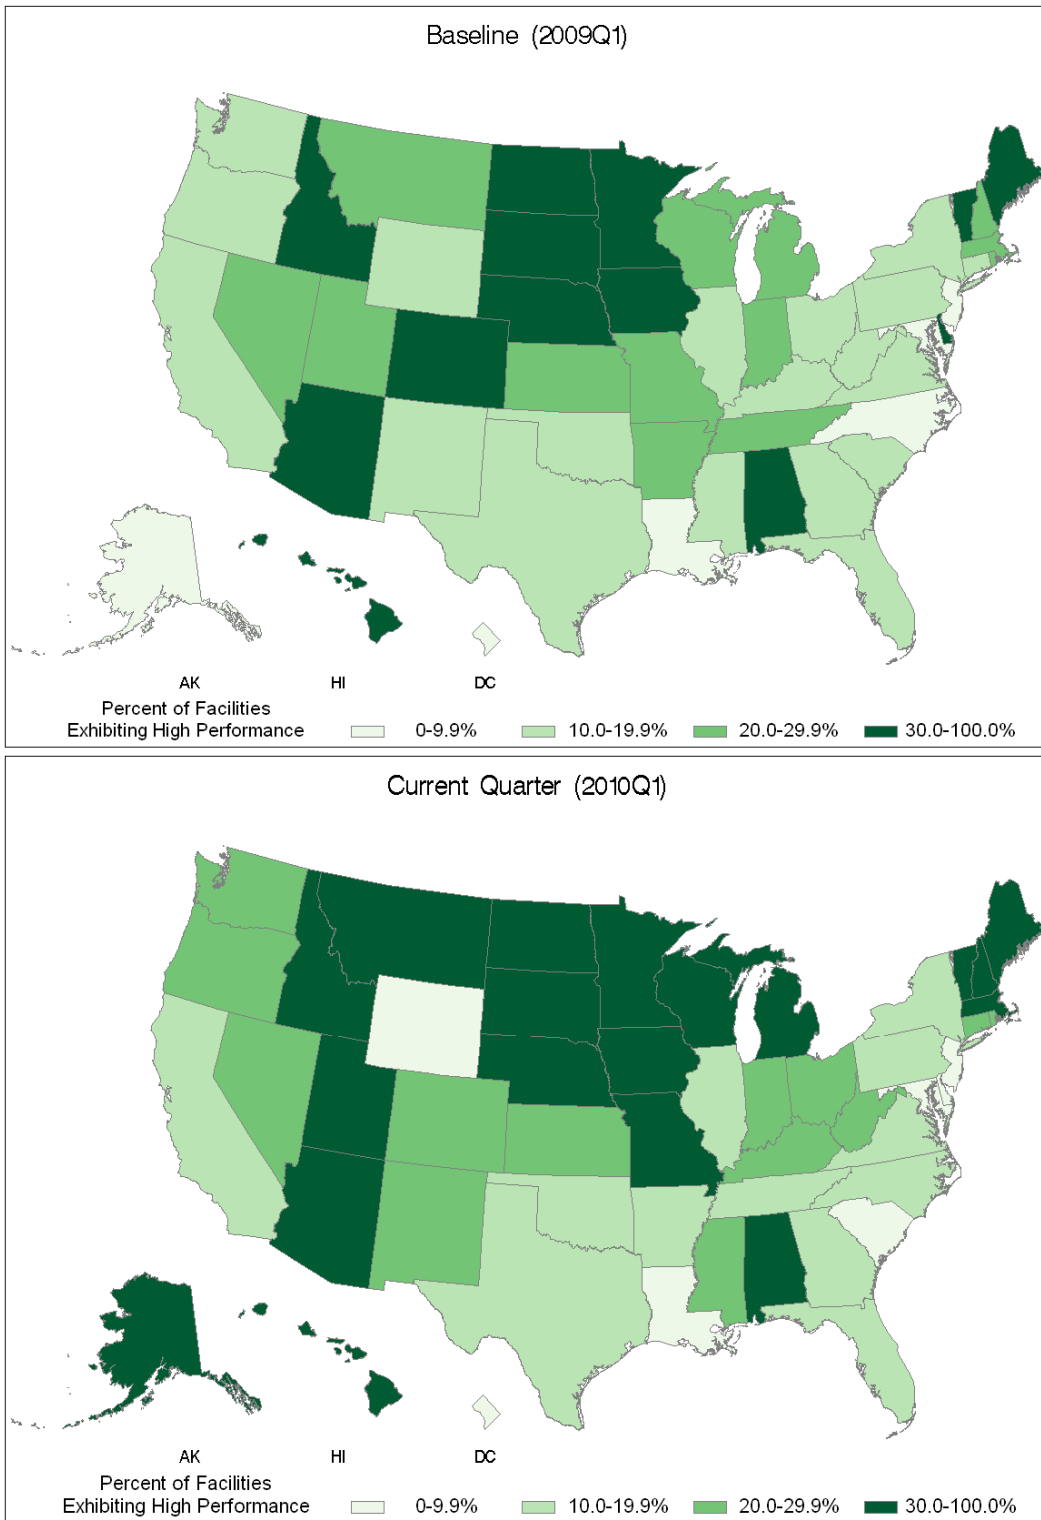 Baseline (2009Q1)
AK HI DC
Percent of Facilities
Exhibiting High Performance 0-9.9% 10.0-19.9% 20.0-29.9% 30.0-100.0%
Current Quarter (2010Q1)
AK HI DC
Percent of Facilities
Exhibiting High Performance 0-9.9% 10.0-19.9% 20.0-29.9% 30.0-100.0%